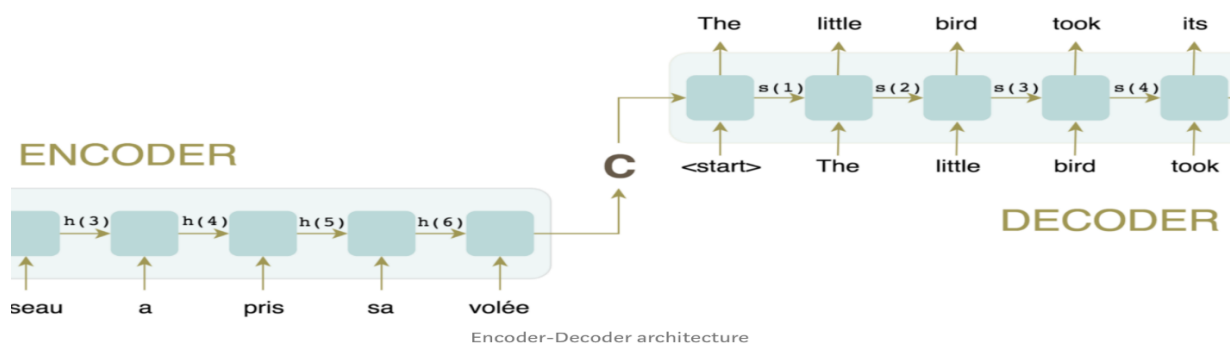 The little bird took its
s(1) s(2) s(3) s(4)
ENCODER
C
<start> The little bird took
h(3) h(4) h(5) h(6)
DECODER
seau a pris sa volée
Encoder-Decoder architecture